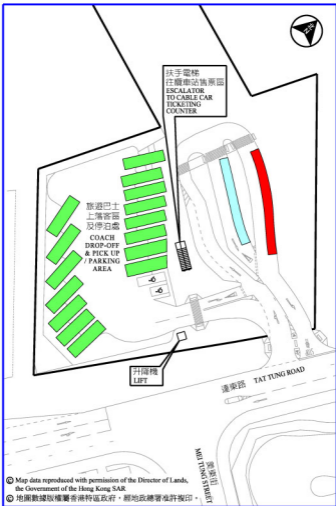 扶手電梯
往纜車站售票區
ESCALATOR
TO CABLE CAR
TICKETING
COUNTER
旅遊巴士
上落客區
及停泊處
COACH
DROP-OFF
& PICK UP
/ PARKING
AREA
升降機
LIFT
達東路 TAT TUNG ROAD
美東街
MEI TUNG STREET
© Map data reproduced with permission of the Director of Lands,
the Government of the Hong Kong SAR
© 地圖數據版權屬香港特區政府，經地政總署准許複印。